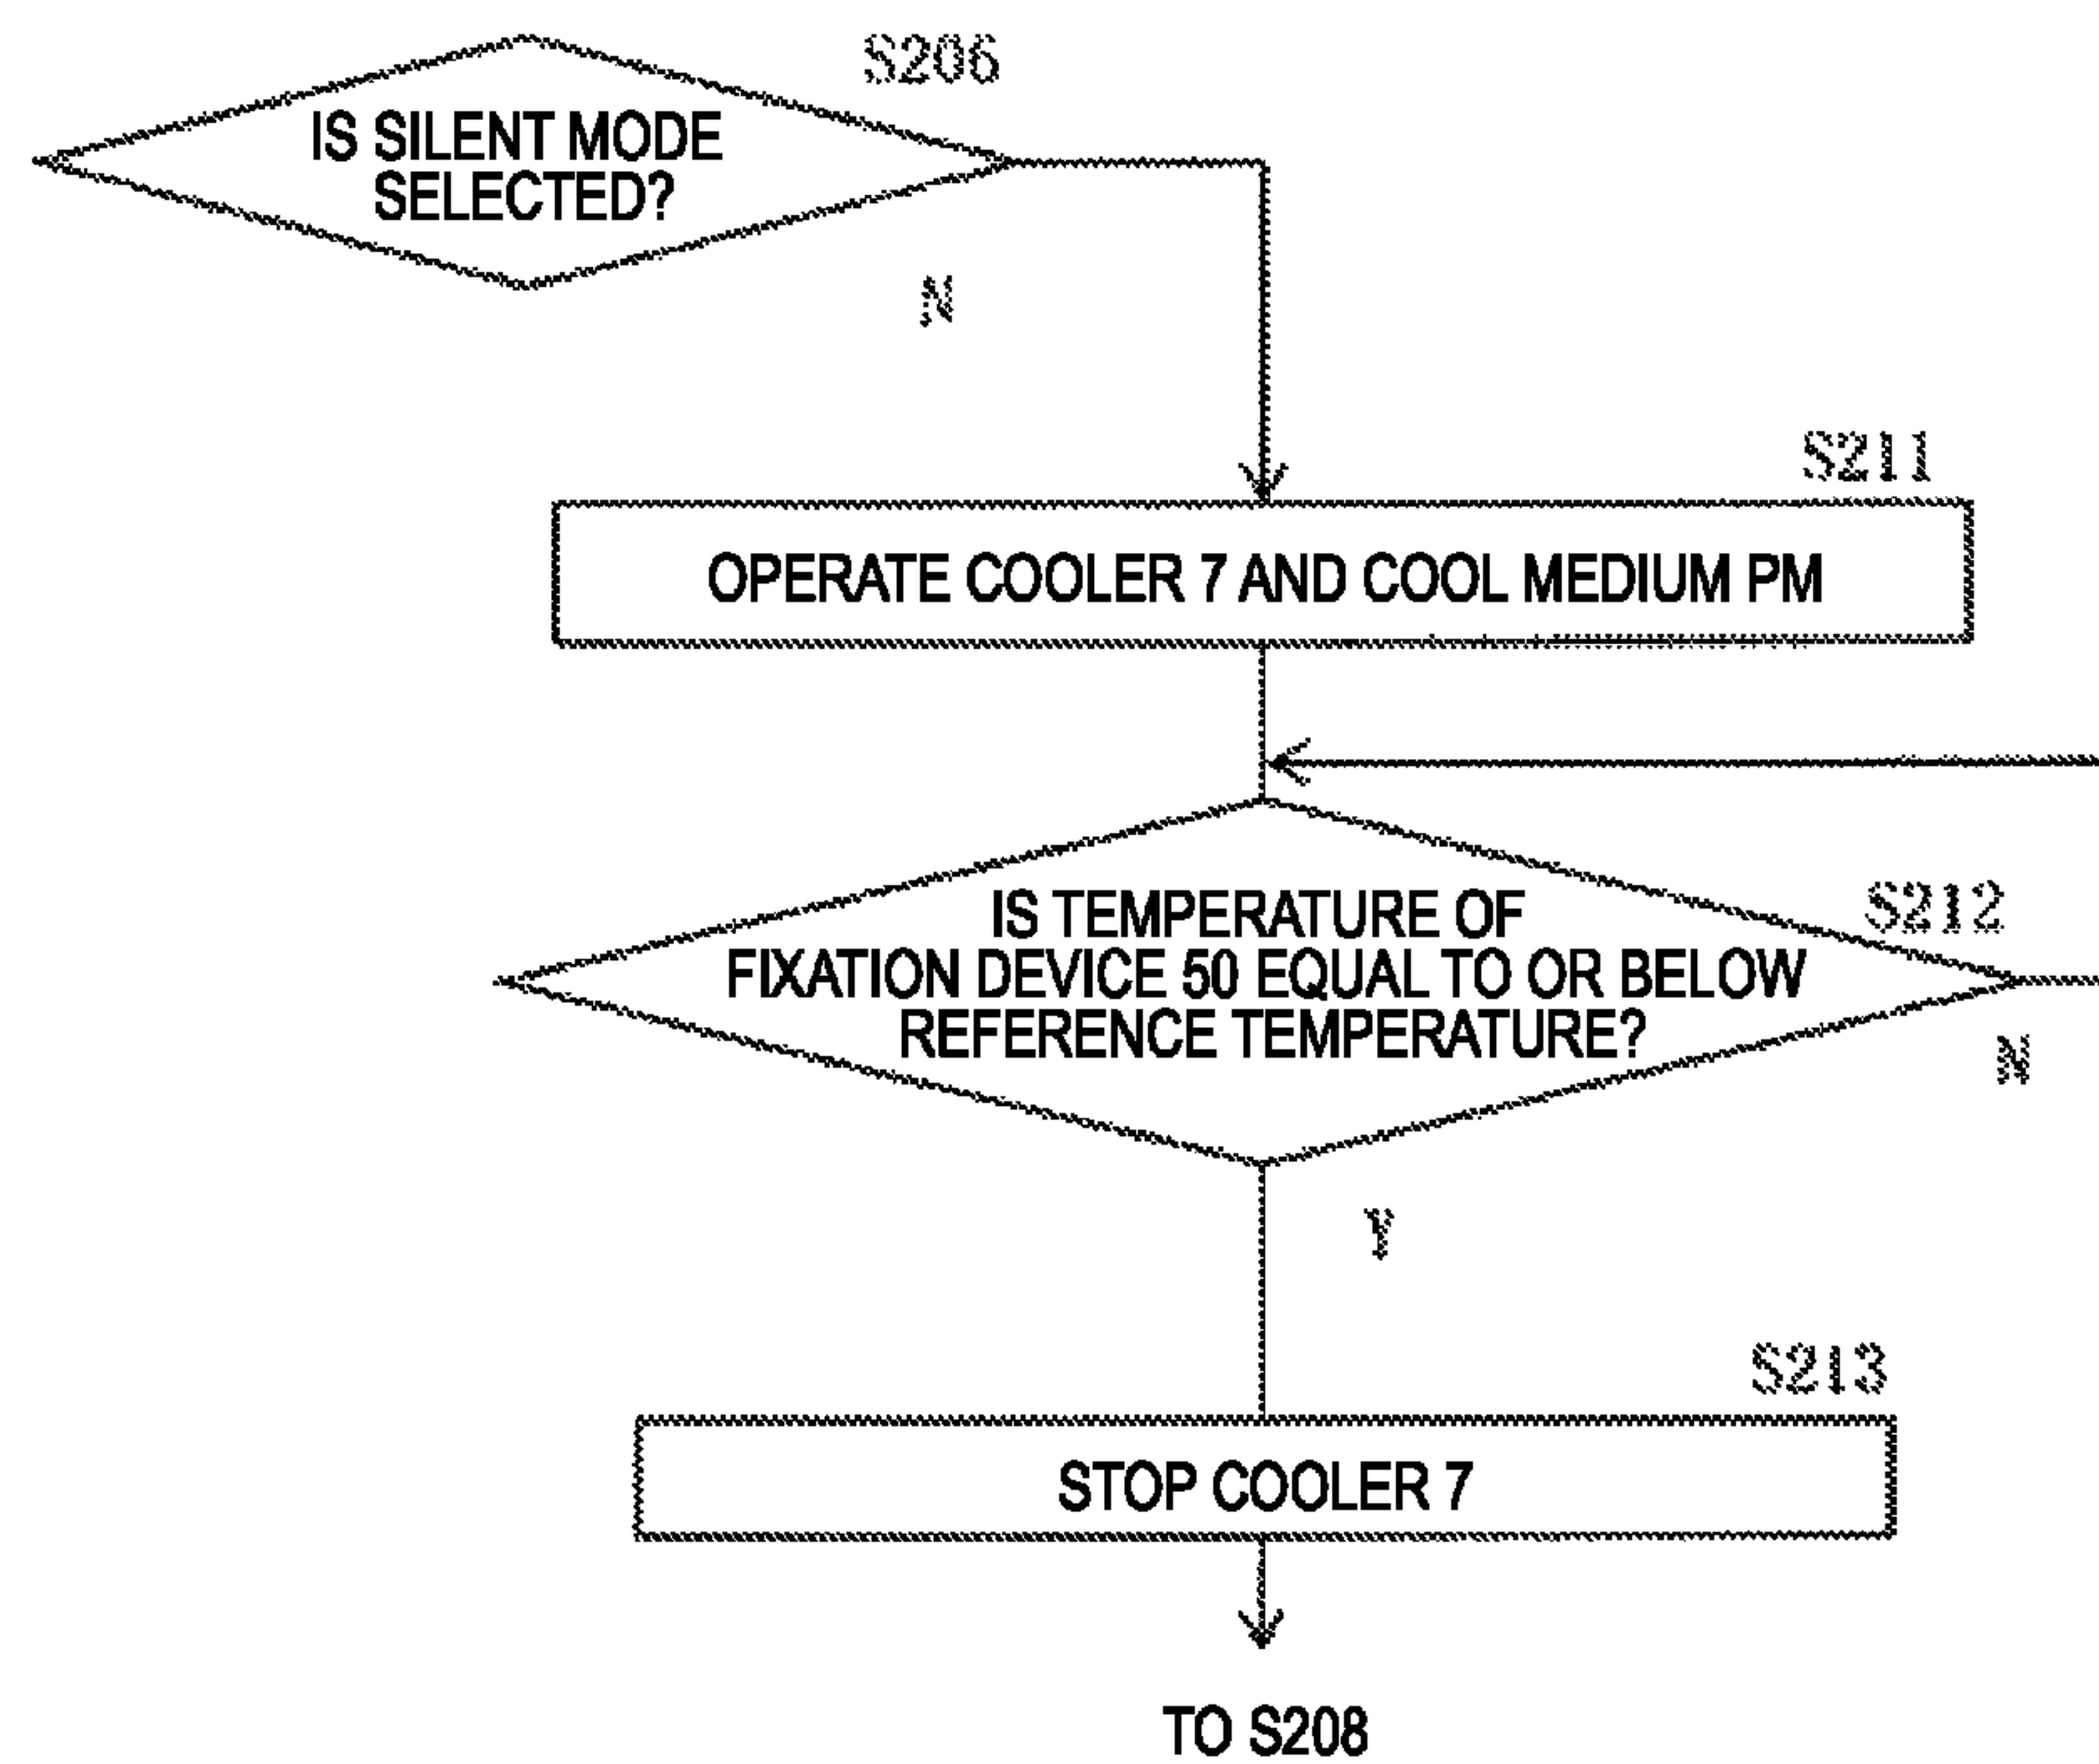 S206
IS SILENT MODE
SELECTED?
N
S211
OPERATE COOLER 7 AND COOL MEDIUM PM
S212
IS TEMPERATURE OF
FIXATION DEVICE 50 EQUAL TO OR BELOW
REFERENCE TEMPERATURE?
N
Y
S213
STOP COOLER 7
TO S208